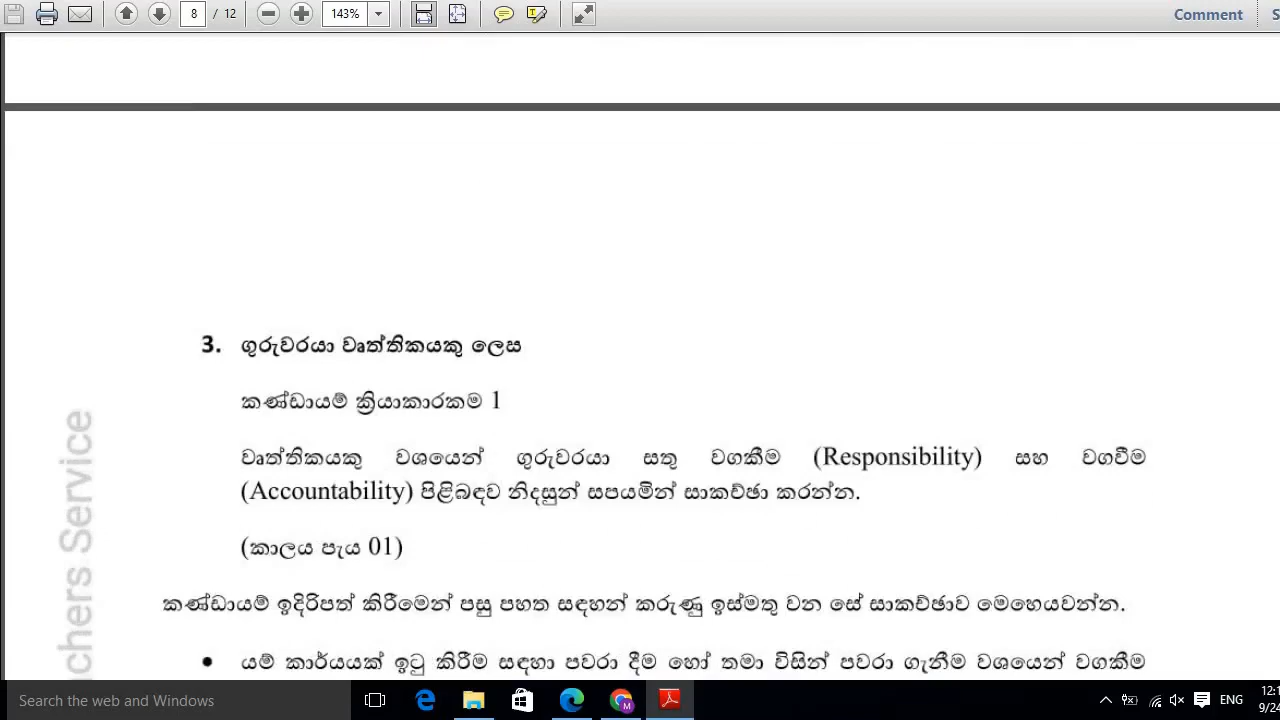 8 / 12 143% Comment
3. ගුරුවරයා වෘත්තිකයකු ලෙස
කණ්ඩායම් ක්‍රියාකාරකම 1
වෘත්තිකයකු වශයෙන් ගුරුවරයා සතු වගකීම (Responsibility) සහ වගවීම
(Accountability) පිළිබඳව නිදසුන් සපයමින් සාකච්ඡා කරන්න.
(කාලය පැය 01)
කණ්ඩායම් ඉදිරිපත් කිරීමෙන් පසු පහත සඳහන් කරුණු ඉස්මතු වන සේ සාකච්ඡාව මෙහෙයවන්න.
• යම් කාර්යයක් ඉටු කිරීම සඳහා පවරා දීම හෝ තමා විසින් පවරා ගැනීම වශයෙන් වගකීම
chers Service
Search the web and Windows
ENG